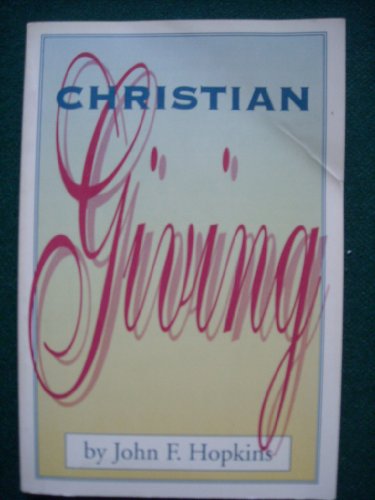 CHRISTIAN
Giving
by John F. Hopkins